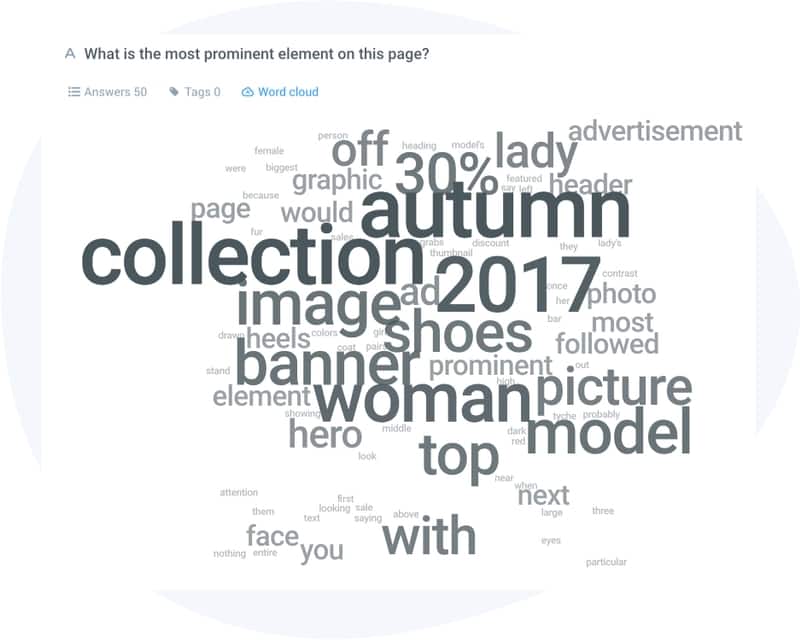 A What is the most prominent element on this page?
Answers 50 Tags 0 Word cloud
advertisement
person
off heading model's lady
female
were biggest
30%
graphic featured
say left header
because
page would autumn
fur sales
collection grabs discount they lady's
thumbnail
2017 contrast
image ad once photo
her
drawn heels colors girl shoes bar most
coat pair followed
banner prominent out
stand high
element woman picture
showing tyche probably
hero middle dark model
red
look top
near
attention when next
first
them looking sale large three
text saying above
face with eyes
nothing entire you
particular